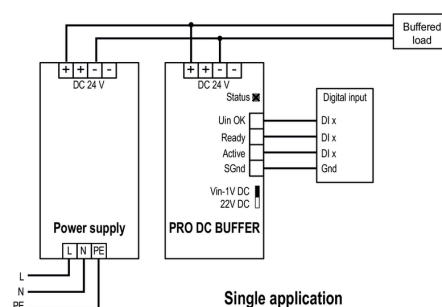 Buffered
load
+ + - -
DC 24 V
+ + - -
DC 24 V
Status
Digital input
Uin OK
DI x
Ready
DI x
Active
DI x
SGnd
Gnd
Vin-1V DC
22V DC
Power supply
PRO DC BUFFER
L N PE
L
N
PE
Single application